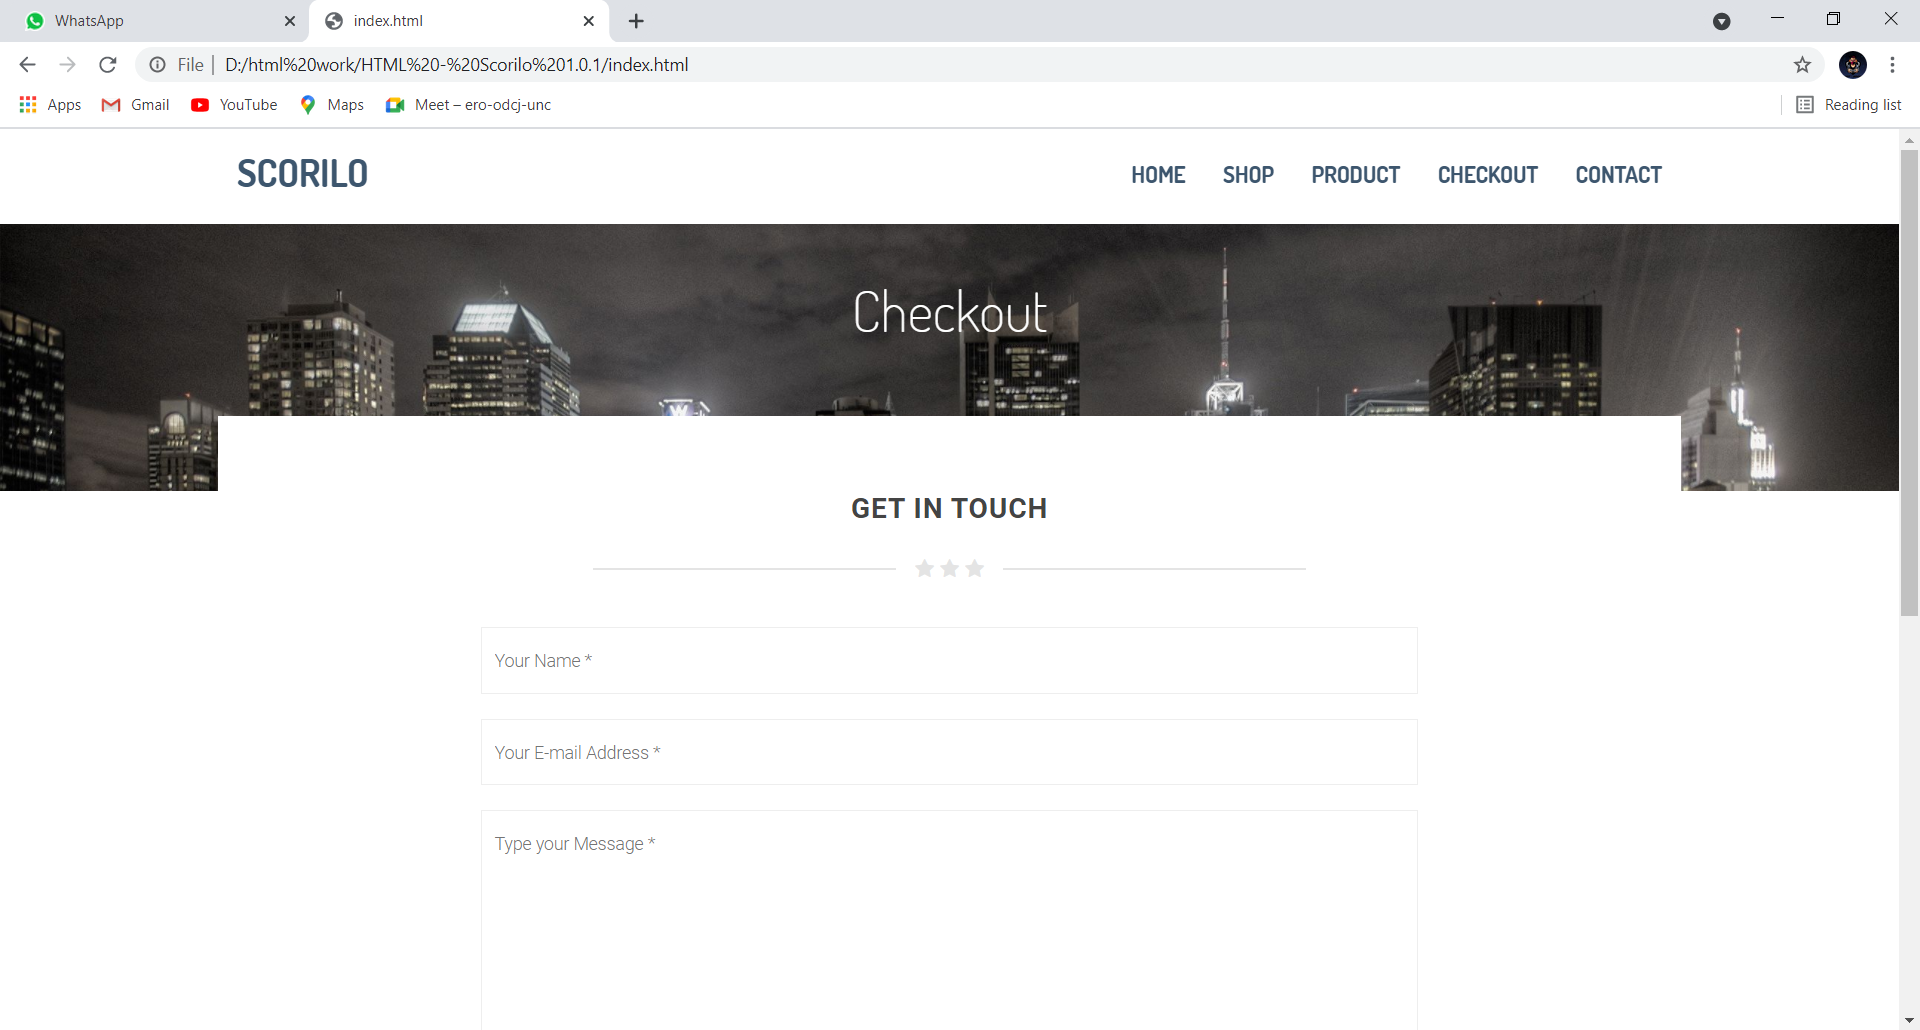 WhatsApp
index.html
File | D:/html%20work/HTML%20-%20Scorilo%201.0.1/index.html
Apps Gmail YouTube Maps Meet – ero-odcj-unc Reading list
SCORILO HOME SHOP PRODUCT CHECKOUT CONTACT
Checkout
W
GET IN TOUCH
Your Name *
Your E-mail Address *
Type your Message *